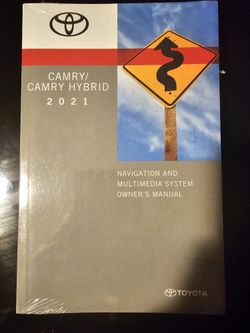 CAMRY/
CAMRY HYBRID
2021
NAVIGATION AND
MULTIMEDIA SYSTEM
OWNER'S MANUAL
TOYOTA